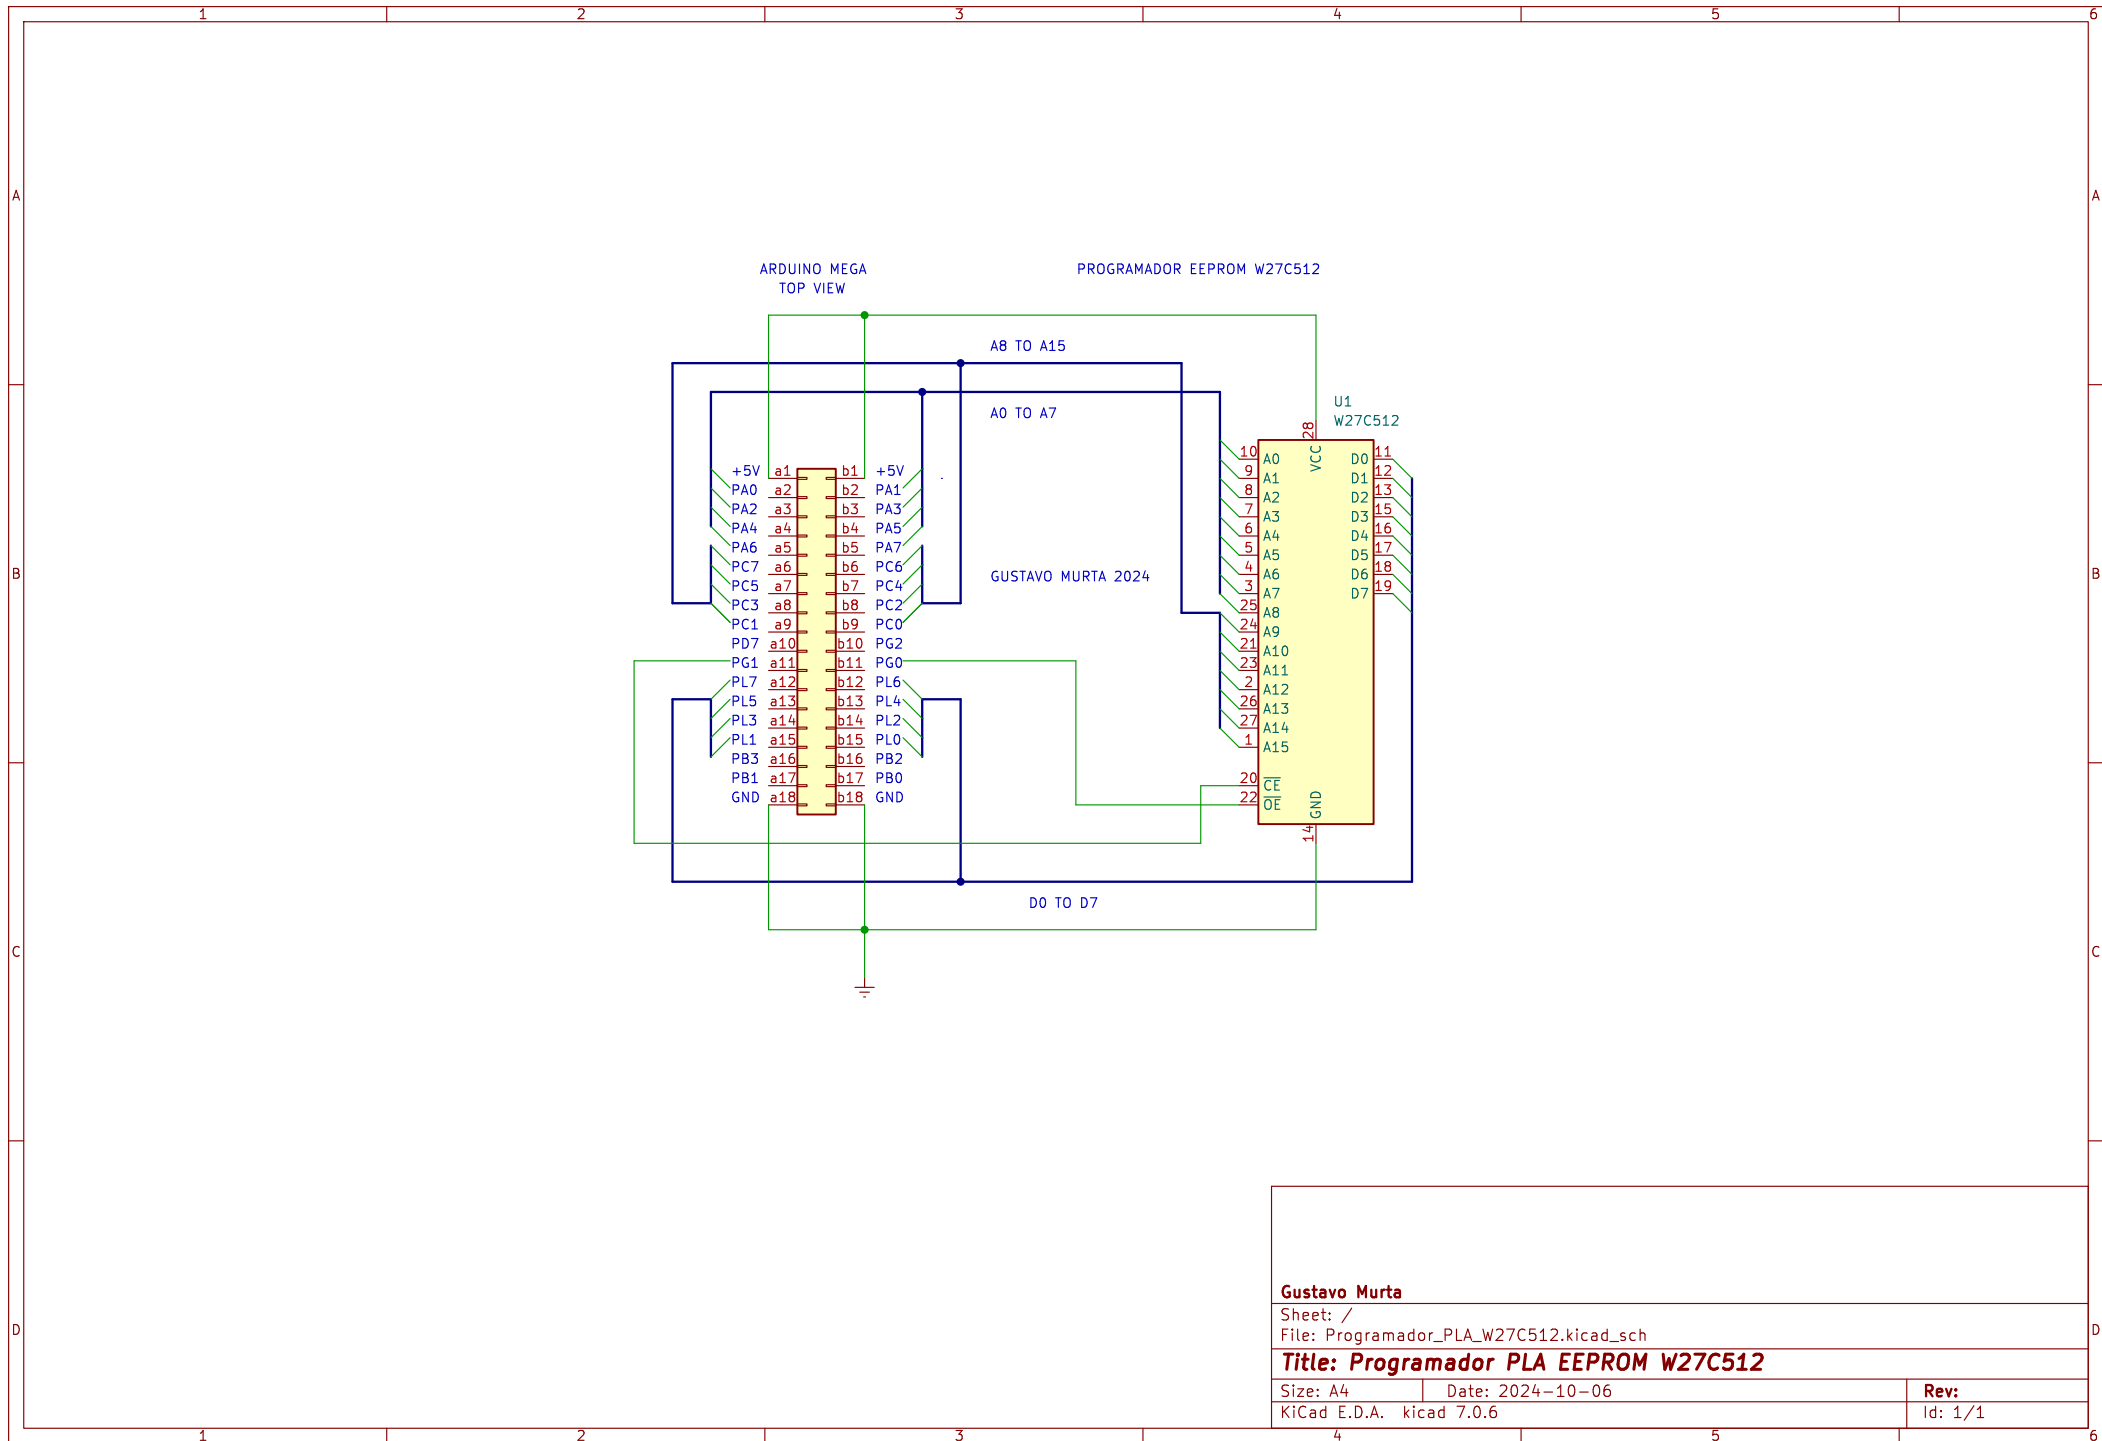 1 2 3 4 5 6
A A
ARDUINO MEGA PROGRAMADOR EEPROM W27C512
TOP VIEW
A8 TO A15
U1
A0 TO A7
W27C512
28
VCC
10 A0 D0 11
+5V a1 b1 +5V 9 A1 D1 12
PA0 a2 b2 PA1 8 A2 D2 13
PA2 a3 b3 PA3 7 A3 D3 15
PA4 a4 b4 PA5 6 A4 D4 16
PA6 a5 b5 PA7 5 A5 D5 17
PC7 a6 b6 PC6 4 A6 D6 18
B GUSTAVO MURTA 2024 B
PC5 a7 b7 PC4 3 A7 D7 19
PC3 a8 b8 PC2 25 A8
PC1 a9 b9 PC0 24 A9
PD7 a10 b10 PG2 21 A10
PG1 a11 b11 PG0 23 A11
PL7 a12 b12 PL6 2 A12
PL5 a13 b13 PL4 26 A13
PL3 a14 b14 PL2 27 A14
PL1 a15 b15 PL0 1 A15
PB3 a16 b16 PB2
PB1 a17 b17 PB0 20 CE
GND a18 b18 GND 22 OE
GND
14
D0 TO D7
C C
Gustavo Murta
Sheet: /
D D
File: Programador_PLA_W27C512.kicad_sch
Title: Programador PLA EEPROM W27C512
Size: A4 Date: 2024-10-06 Rev:
KiCad E.D.A. kicad 7.0.6 Id: 1/1
1 2 3 4 5 6